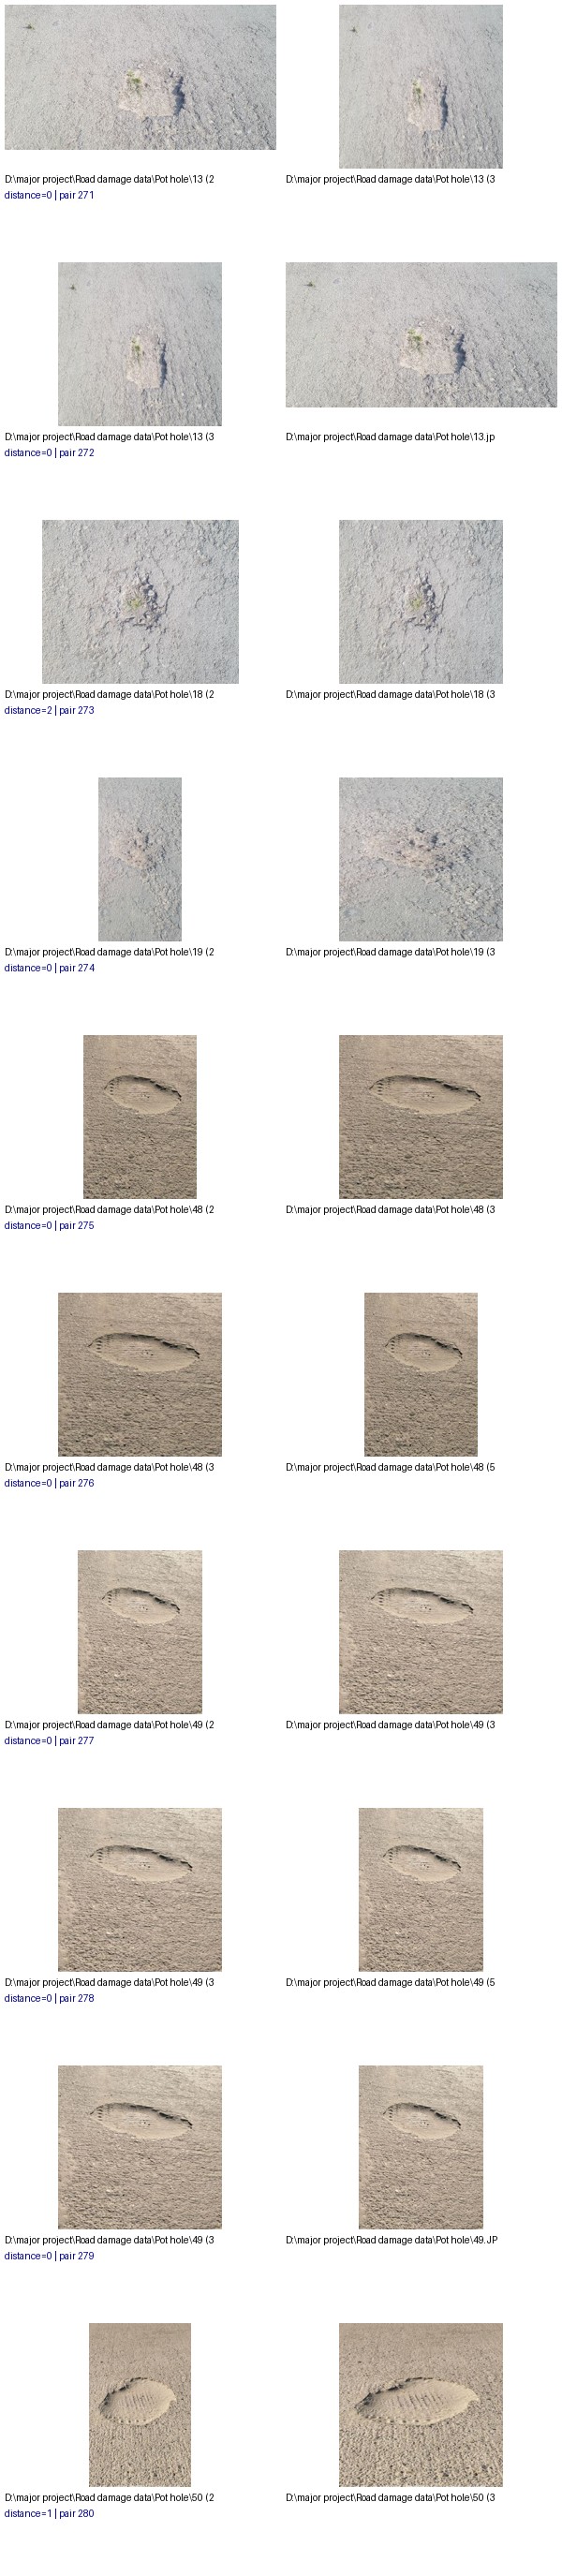 D:\major project\Road damage data\Pot hole\13 (2
D:\major project\Road damage data\Pot hole\13 (3
distance=0 | pair 271
D:\major project\Road damage data\Pot hole\13 (3
D:\major project\Road damage data\Pot hole\13.jp
distance=0 | pair 272
D:\major project\Road damage data\Pot hole\18 (2
D:\major project\Road damage data\Pot hole\18 (3
distance=2 | pair 273
D:\major project\Road damage data\Pot hole\19 (2
D:\major project\Road damage data\Pot hole\19 (3
distance=0 | pair 274
D:\major project\Road damage data\Pot hole\48 (2
D:\major project\Road damage data\Pot hole\48 (3
distance=0 | pair 275
D:\major project\Road damage data\Pot hole\48 (3
D:\major project\Road damage data\Pot hole\48 (5
distance=0 | pair 276
D:\major project\Road damage data\Pot hole\49 (2
D:\major project\Road damage data\Pot hole\49 (3
distance=0 | pair 277
D:\major project\Road damage data\Pot hole\49 (3
D:\major project\Road damage data\Pot hole\49 (5
distance=0 | pair 278
D:\major project\Road damage data\Pot hole\49 (3
D:\major project\Road damage data\Pot hole\49.JP
distance=0 | pair 279
D:\major project\Road damage data\Pot hole\50 (2
D:\major project\Road damage data\Pot hole\50 (3
distance=1 | pair 280